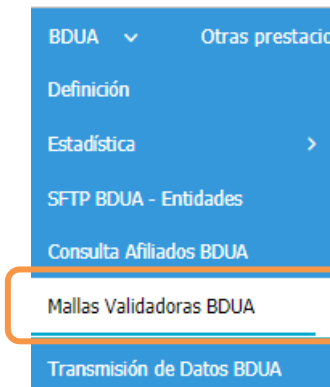 BDUA Otras prestacio
Definición
Estadística
SFTP BDUA - Entidades
Consulta Afiliados BDUA
Mallas Validadoras BDUA
Transmisión de Datos BDUA